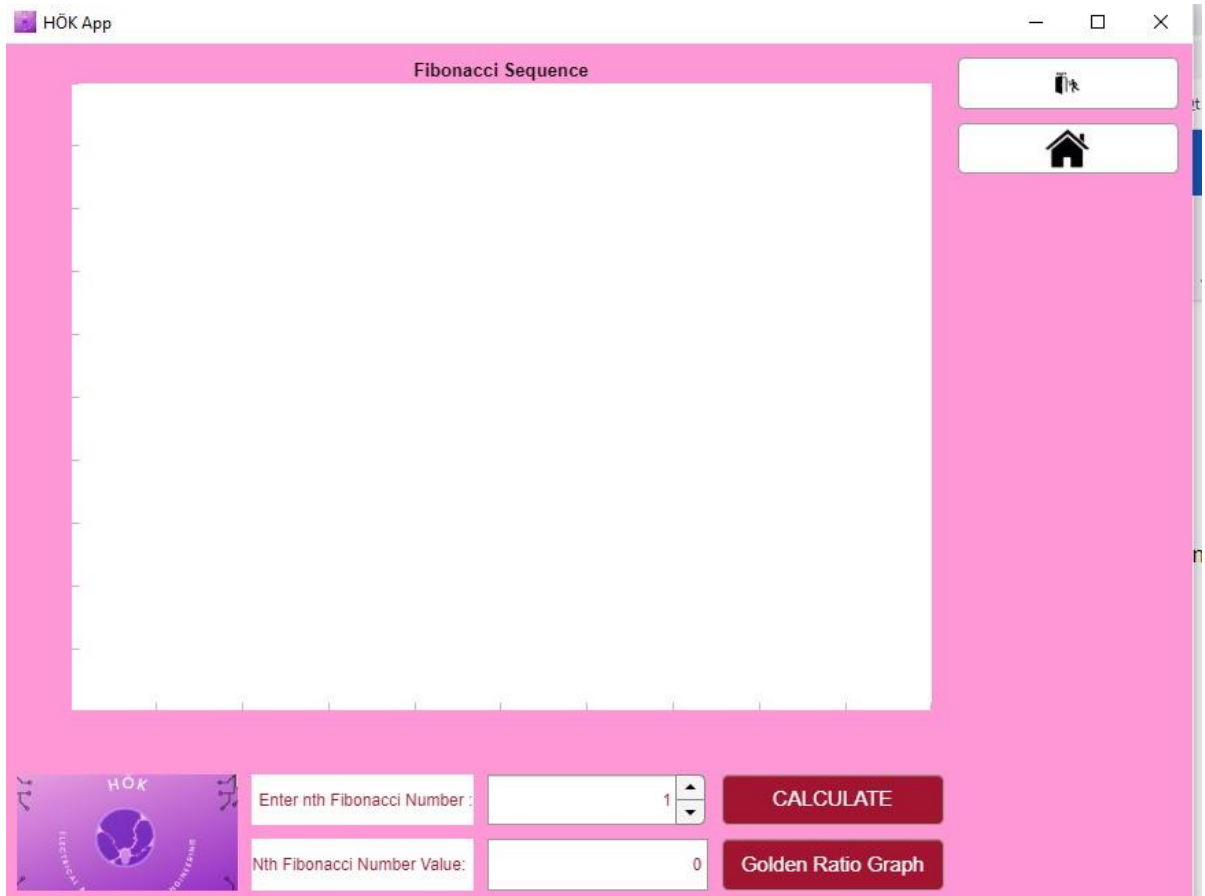 HÖK App
Fibonacci Sequence
HÖK
ELECTRICAL
Enter nth Fibonacci Number :
1
CALCULATE
Nth Fibonacci Number Value:
0
Golden Ratio Graph